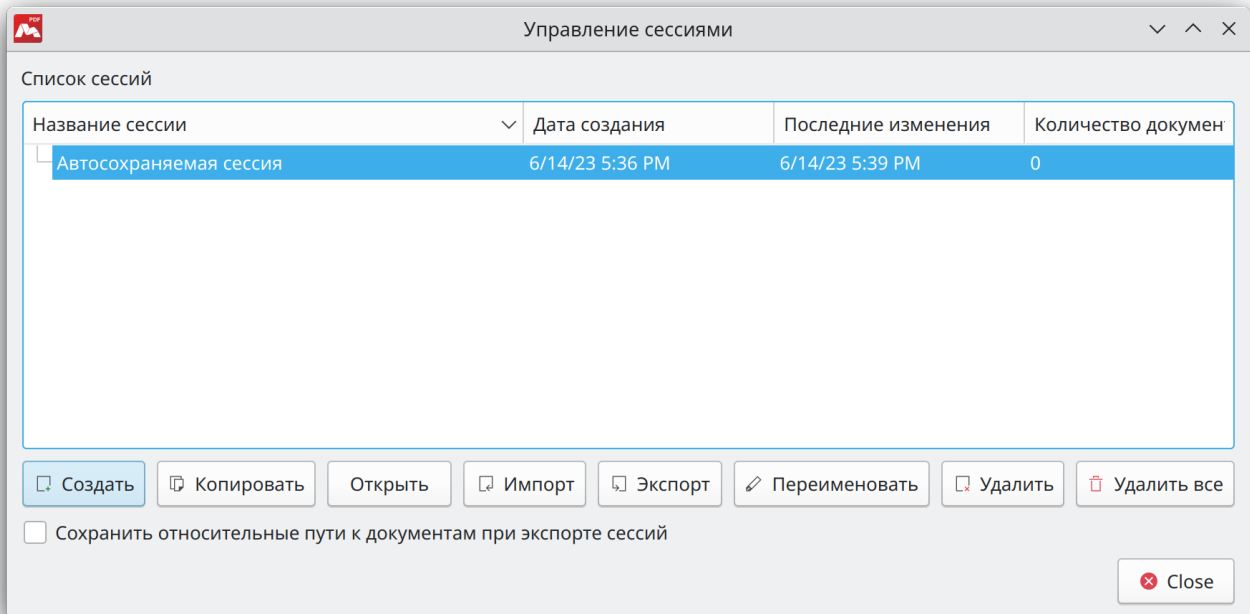 PDF
Управление сессиями
Список сессий
Название сессии Дата создания Последние изменения Количество докумен
Автосохраняемая сессия 6/14/23 5:36 PM 6/14/23 5:39 PM 0
Создать Копировать Открыть Импорт Экспорт Переименовать Удалить Удалить все
Сохранить относительные пути к документам при экспорте сессий
Close